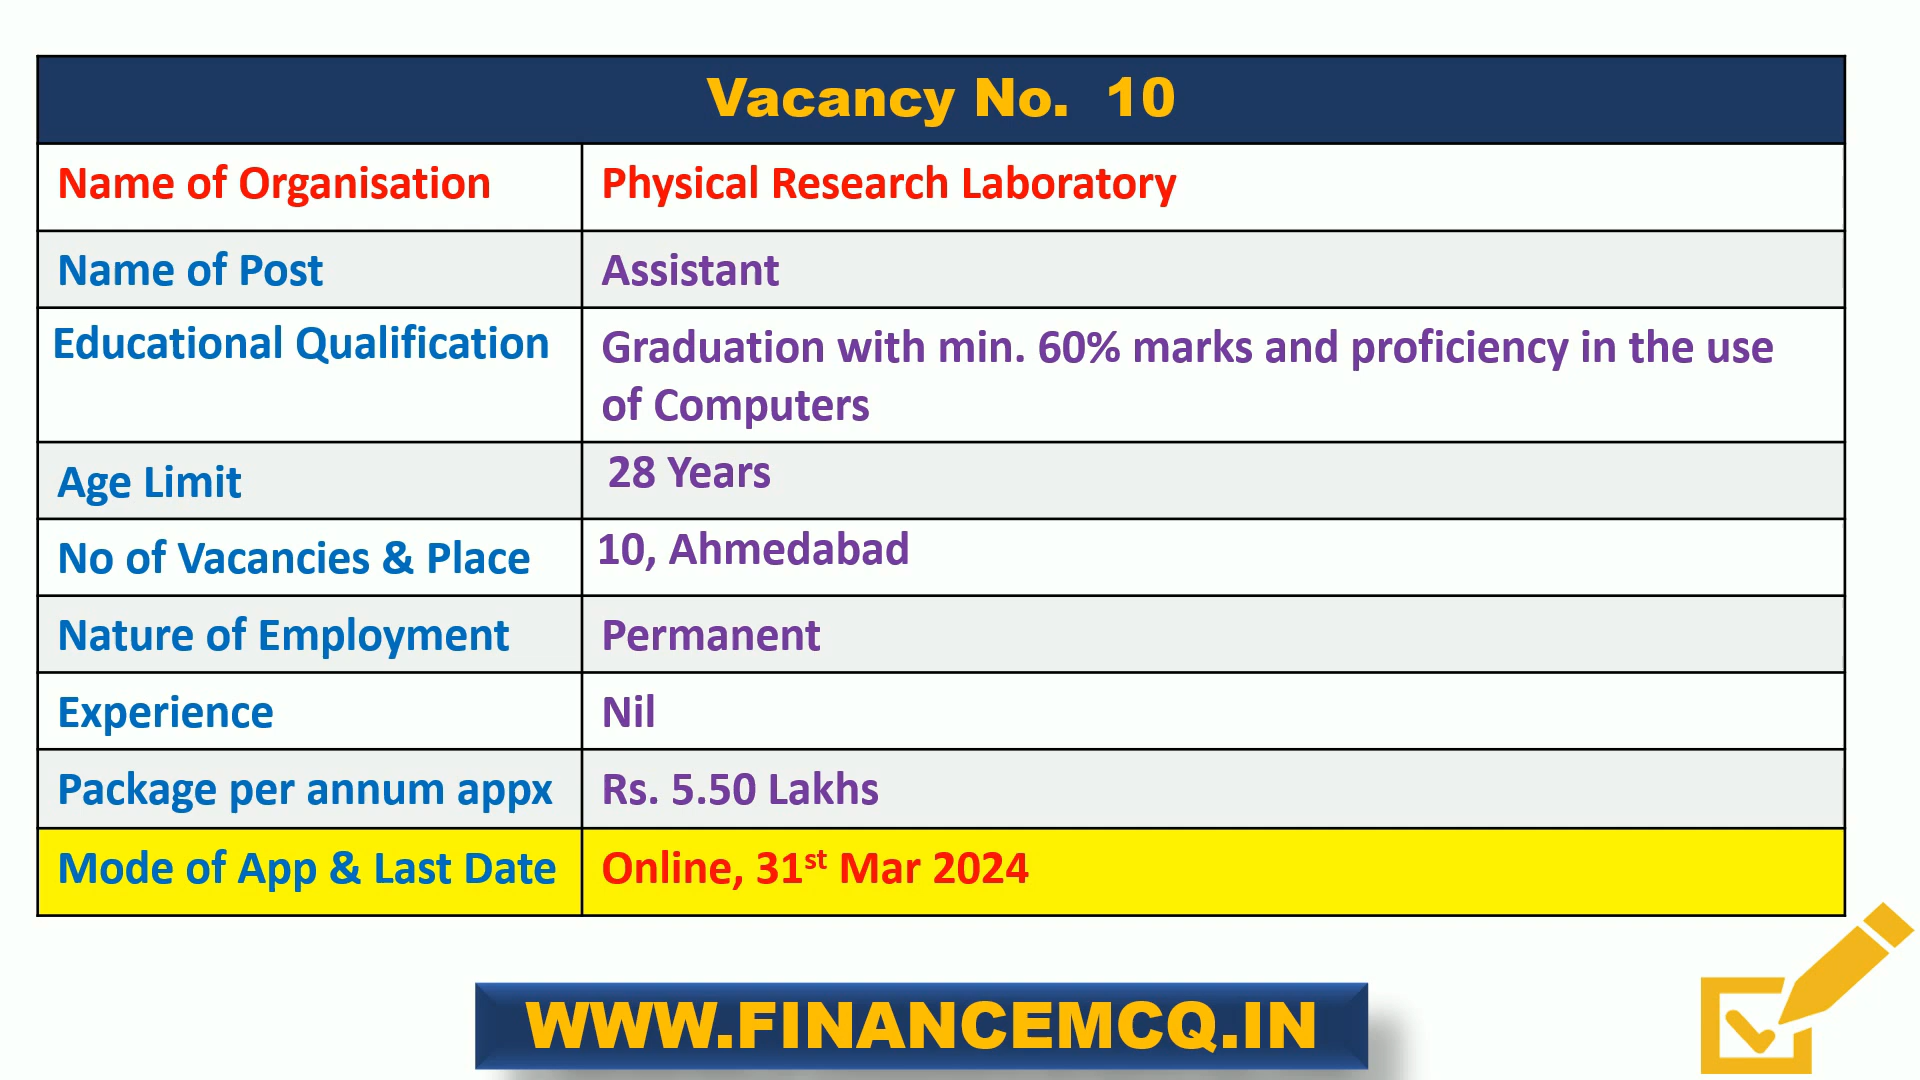 Vacancy No. 10
Name of Organisation Physical Research Laboratory
Name of Post Assistant
Educational Qualification Graduation with min. 60% marks and proficiency in the use
of Computers
Age Limit 28 Years
No of Vacancies & Place 10, Ahmedabad
Nature of Employment Permanent
Experience Nil
Package per annum appx Rs. 5.50 Lakhs
Mode of App & Last Date Online, 31st Mar 2024
WWW.FINANCEMCQ.IN